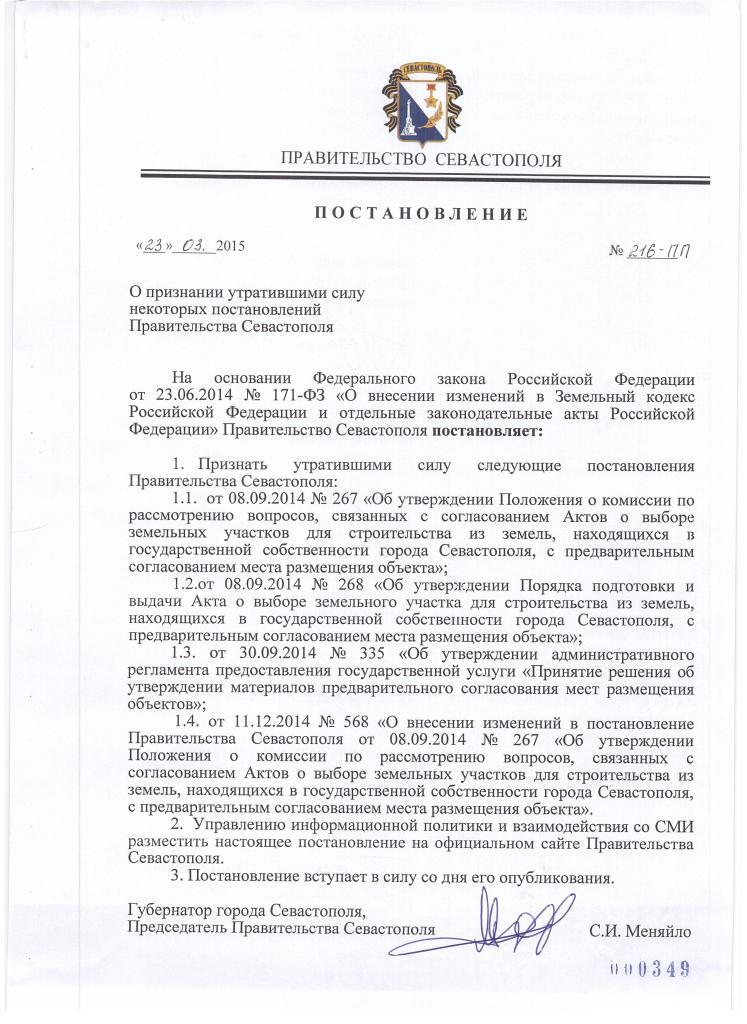 СЕВАСТОПОЛЬ
ПРАВИТЕЛЬСТВО СЕВАСТОПОЛЯ
ПОСТАНОВЛЕНИЕ
«23» 03. 2015
№ 216-ПП
О признании утратившими силу
некоторых постановлений
Правительства Севастополя
На основании Федерального закона Российской Федерации
от 23.06.2014 № 171-ФЗ «О внесении изменений в Земельный кодекс
Российской Федерации и отдельные законодательные акты Российской
Федерации» Правительство Севастополя постановляет:
1. Признать утратившими силу следующие постановления
Правительства Севастополя:
1.1. от 08.09.2014 № 267 «Об утверждении Положения о комиссии по
рассмотрению вопросов, связанных с согласованием Актов о выборе
земельных участков для строительства из земель, находящихся в
государственной собственности города Севастополя, с предварительным
согласованием места размещения объекта»;
1.2.от 08.09.2014 № 268 «Об утверждении Порядка подготовки и
выдачи Акта о выборе земельного участка для строительства из земель,
находящихся в государственной собственности города Севастополя, с
предварительным согласованием места размещения объекта»;
1.3. от 30.09.2014 № 335 «Об утверждении административного
регламента предоставления государственной услуги «Принятие решения об
утверждении материалов предварительного согласования мест размещения
объектов»;
1.4. от 11.12.2014 № 568 «О внесении изменений в постановление
Правительства Севастополя от 08.09.2014 № 267 «Об утверждении
Положения о комиссии по рассмотрению вопросов, связанных с
согласованием Актов о выборе земельных участков для строительства из
земель, находящихся в государственной собственности города Севастополя,
с предварительным согласованием места размещения объекта».
2. Управлению информационной политики и взаимодействия со СМИ
разместить настоящее постановление на официальном сайте Правительства
Севастополя.
3. Постановление вступает в силу со дня его опубликования.
Губернатор города Севастополя,
Председатель Правительства Севастополя
С.И. Меняйло
000349